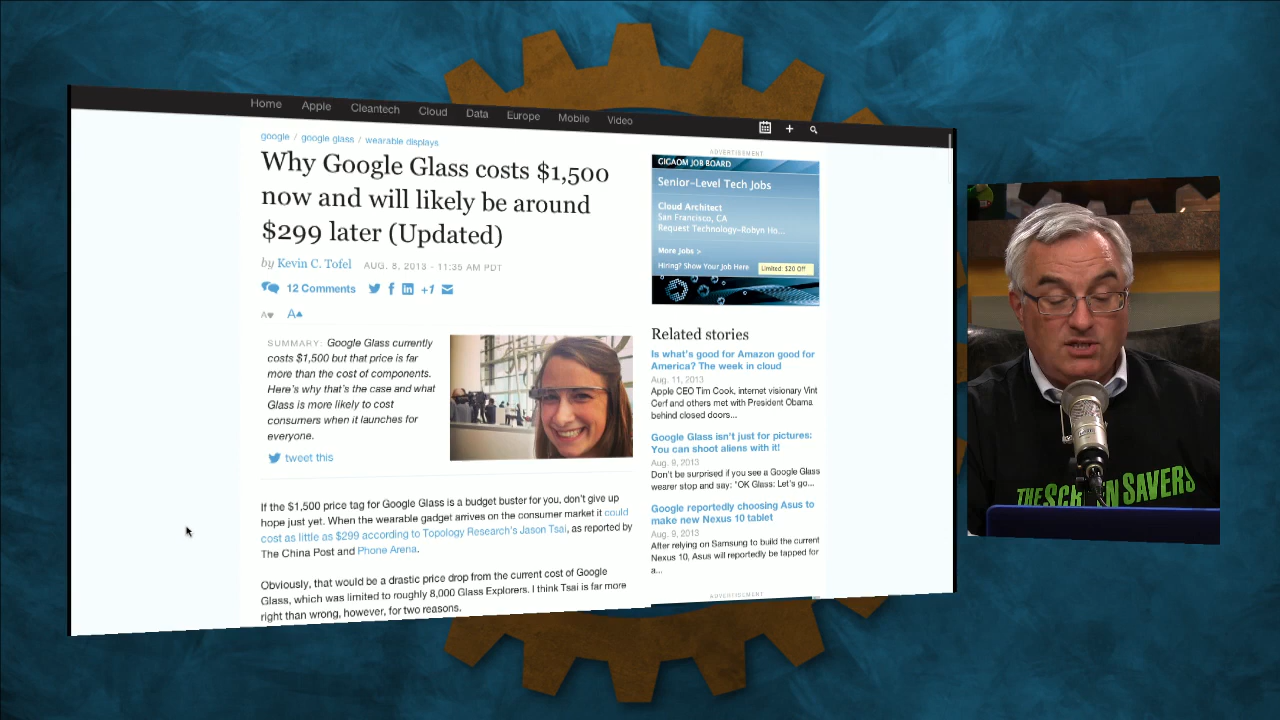 Home Apple Cleantech Cloud Data Europe Mobile Video
google / google glass / wearable displays
Why Google Glass costs $1,500
now and will likely be around
$299 later (Updated)
by Kevin C. Tofel AUG. 8, 2013 - 11:35 AM PDT
12 Comments
+1
A
A
SUMMARY: Google Glass currently
costs $1,500 but that price is far
more than the cost of components.
Here's why that's the case and what
Glass is more likely to cost
consumers when it launches for
everyone.
tweet this
If the $1,500 price tag for Google Glass is a budget buster for you, don't give up
hope just yet. When the wearable gadget arrives on the consumer market it could
cost as little as $299 according to Topology Research's Jason Tsai, as reported by
The China Post and Phone Arena.
Obviously, that would be a drastic price drop from the current cost of Google
Glass, which was limited to roughly 8,000 Glass Explorers. I think Tsai is far more
right than wrong, however, for two reasons.
ADVERTISEMENT
GIGAOM JOB BOARD
Senior-Level Tech Jobs
Cloud Architect
San Francisco, CA
Request Technology-Robyn Ho...
More Jobs >
Hiring? Show Your Job Here Limited: $20 Off
Related stories
Is what's good for Amazon good for
America? The week in cloud
Aug. 11, 2013
Apple CEO Tim Cook, internet visionary Vint
Cerf and others met with President Obama
behind closed doors...
Google Glass isn't just for pictures:
You can shoot aliens with it!
Aug. 9, 2013
Don't be surprised if you see a Google Glass
wearer stop and say: "OK Glass: Let's go...
Google reportedly choosing Asus to
make new Nexus 10 tablet
Aug. 9, 2013
After relying on Samsung to build the current
Nexus 10, Asus will reportedly be tapped for
a...
ADVERTISEMENT
THE SCREEN SAVERS